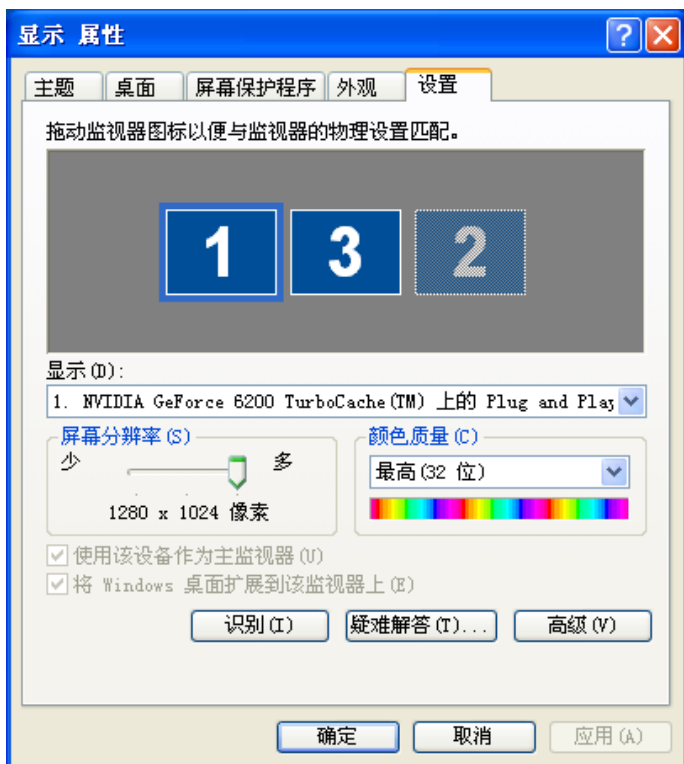 显示 属性
主题 桌面 屏幕保护程序 外观 设置
拖动监视器图标以便与监视器的物理设置匹配。
1 3 2
显示(D):
1. NVIDIA GeForce 6200 TurboCache(TM) 上的 Plug and Play
屏幕分辨率(S) 颜色质量(C)
少 多 最高(32 位)
1280 x 1024 像素
使用该设备作为主监视器(U)
将 Windows 桌面扩展到该监视器上(E)
识别(I) 疑难解答(T)... 高级(V)
确定 取消 应用(A)